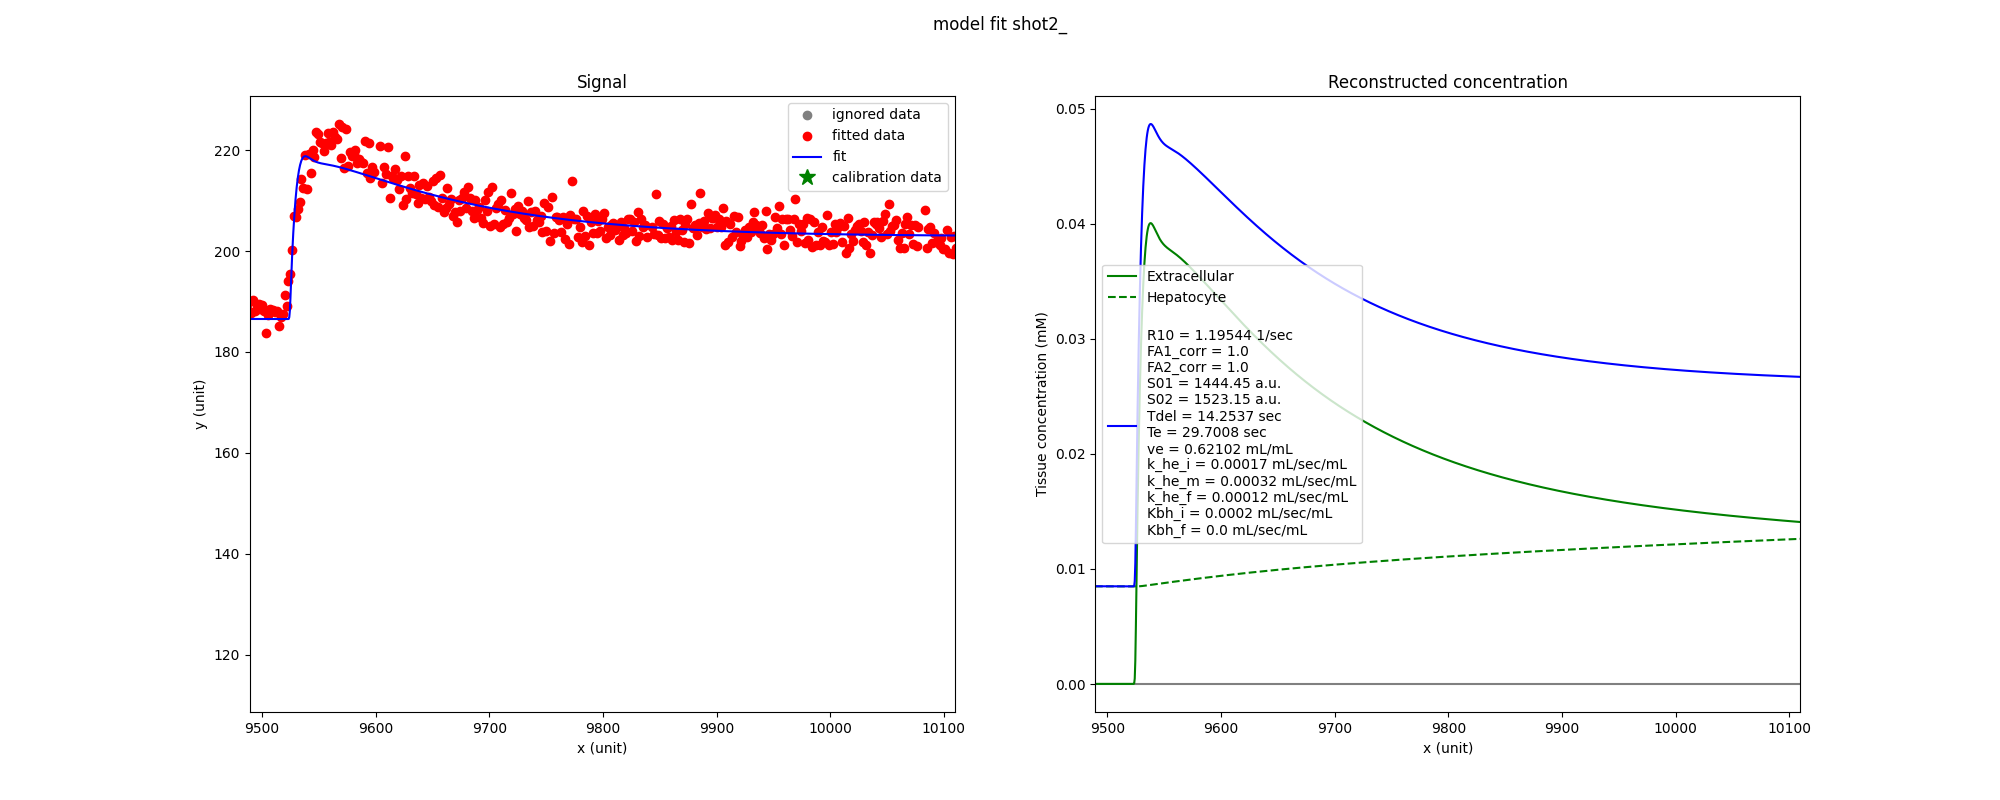 model fit shot2_
Signal
ignored data
fitted data
fit
calibration data
220
200
180
160
140
120
y (unit)
9500 9600 9700 9800 9900 10000 10100
x (unit)
Reconstructed concentration
0.05
0.04
0.03
0.02
0.01
0.00
Tissue concentration (mM)
Extracellular
Hepatocyte
R10 = 1.19544 1/sec
FA1_corr = 1.0
FA2_corr = 1.0
S01 = 1444.45 a.u.
S02 = 1523.15 a.u.
Tdel = 14.2537 sec
Te = 29.7008 sec
ve = 0.62102 mL/mL
k_he_i = 0.00017 mL/sec/mL
k_he_m = 0.00032 mL/sec/mL
k_he_f = 0.00012 mL/sec/mL
Kbh_i = 0.0002 mL/sec/mL
Kbh_f = 0.0 mL/sec/mL
9500 9600 9700 9800 9900 10000 10100
x (unit)